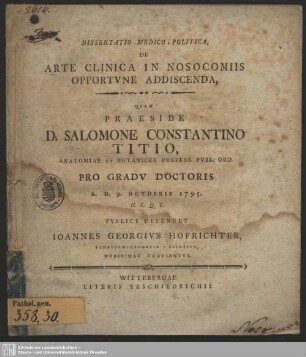 DISSERTATIO MEDICO-POLITICA,
DE
ARTE CLINICA IN NOSOCOMIIS
OPPORTVNE ADDISCENDA,
QVAM
PRAESIDE
D. SALOMONE CONSTANTINO
TITIO,
ANATOMIAE ET BOTANICES PROFESS. PVBL. ORD.
PRO GRADV DOCTORIS
A. D. 9. OCTOBRIS 1795.
H. L. Q. C.
PVBLICE DEFENDET
IOANNES GEORGIVS HOFRICHTER,
MEDICINAE CANDIDATVS.
WITTEBERGAE
LITERIS TZSCHIEDRICHII.
Pathol. gen.
358,30.